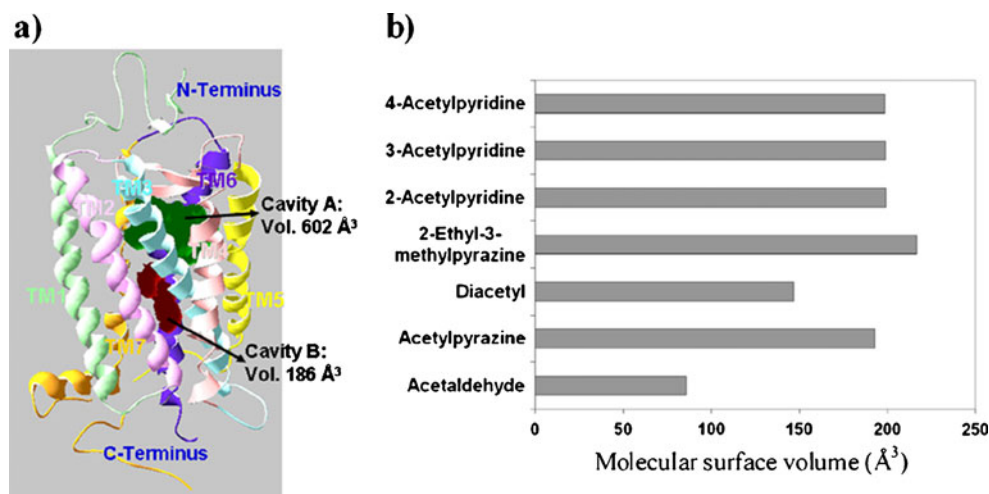 a)
N-Terminus
TM3
TM6
TM2
Cavity A:
Vol. 602 Å³
TM4
TM1
TM5
TM7
Cavity B:
Vol. 186 Å³
C-Terminus
b)
4-Acetylpyridine
3-Acetylpyridine
2-Acetylpyridine
2-Ethyl-3-
methylpyrazine
Diacetyl
Acetylpyrazine
Acetaldehyde
0 50 100 150 200 250
Molecular surface volume (Å³)